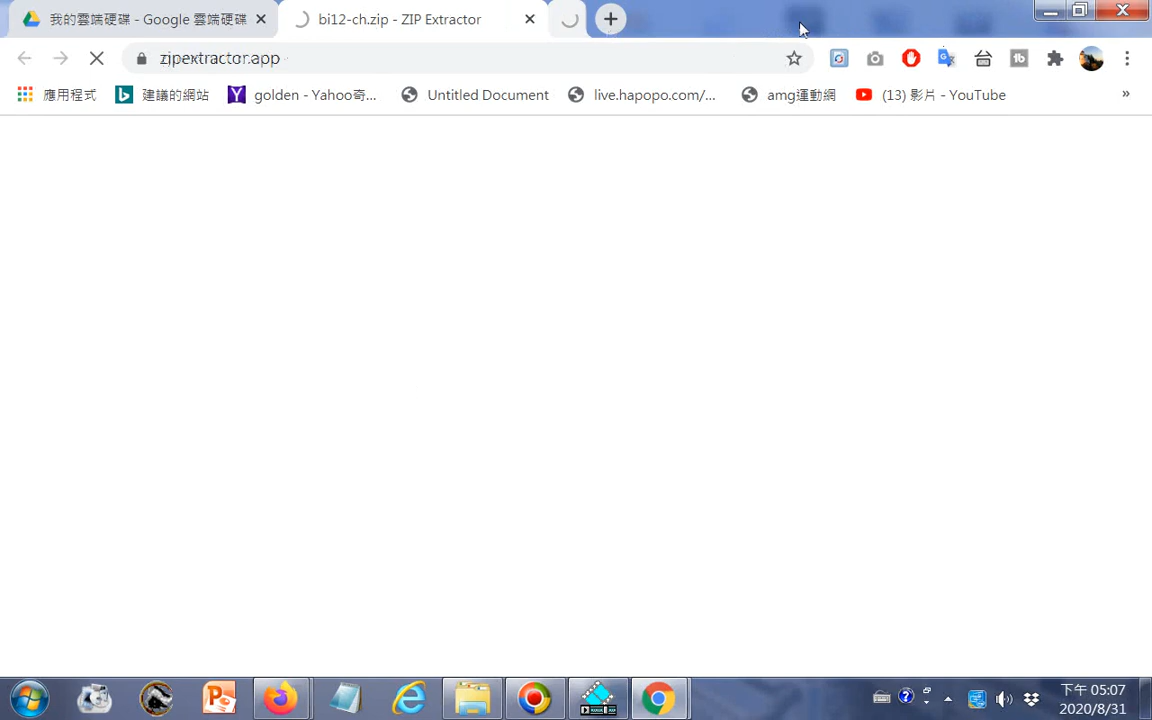 我的雲端硬碟 - Google 雲端硬碟
bi12-ch.zip - ZIP Extractor
zipextractor.app
應用程式
建議的網站
golden - Yahoo奇...
Untitled Document
live.hapopo.com/...
amg運動網
(13) 影片 - YouTube
»
下午 05:07
2020/8/31